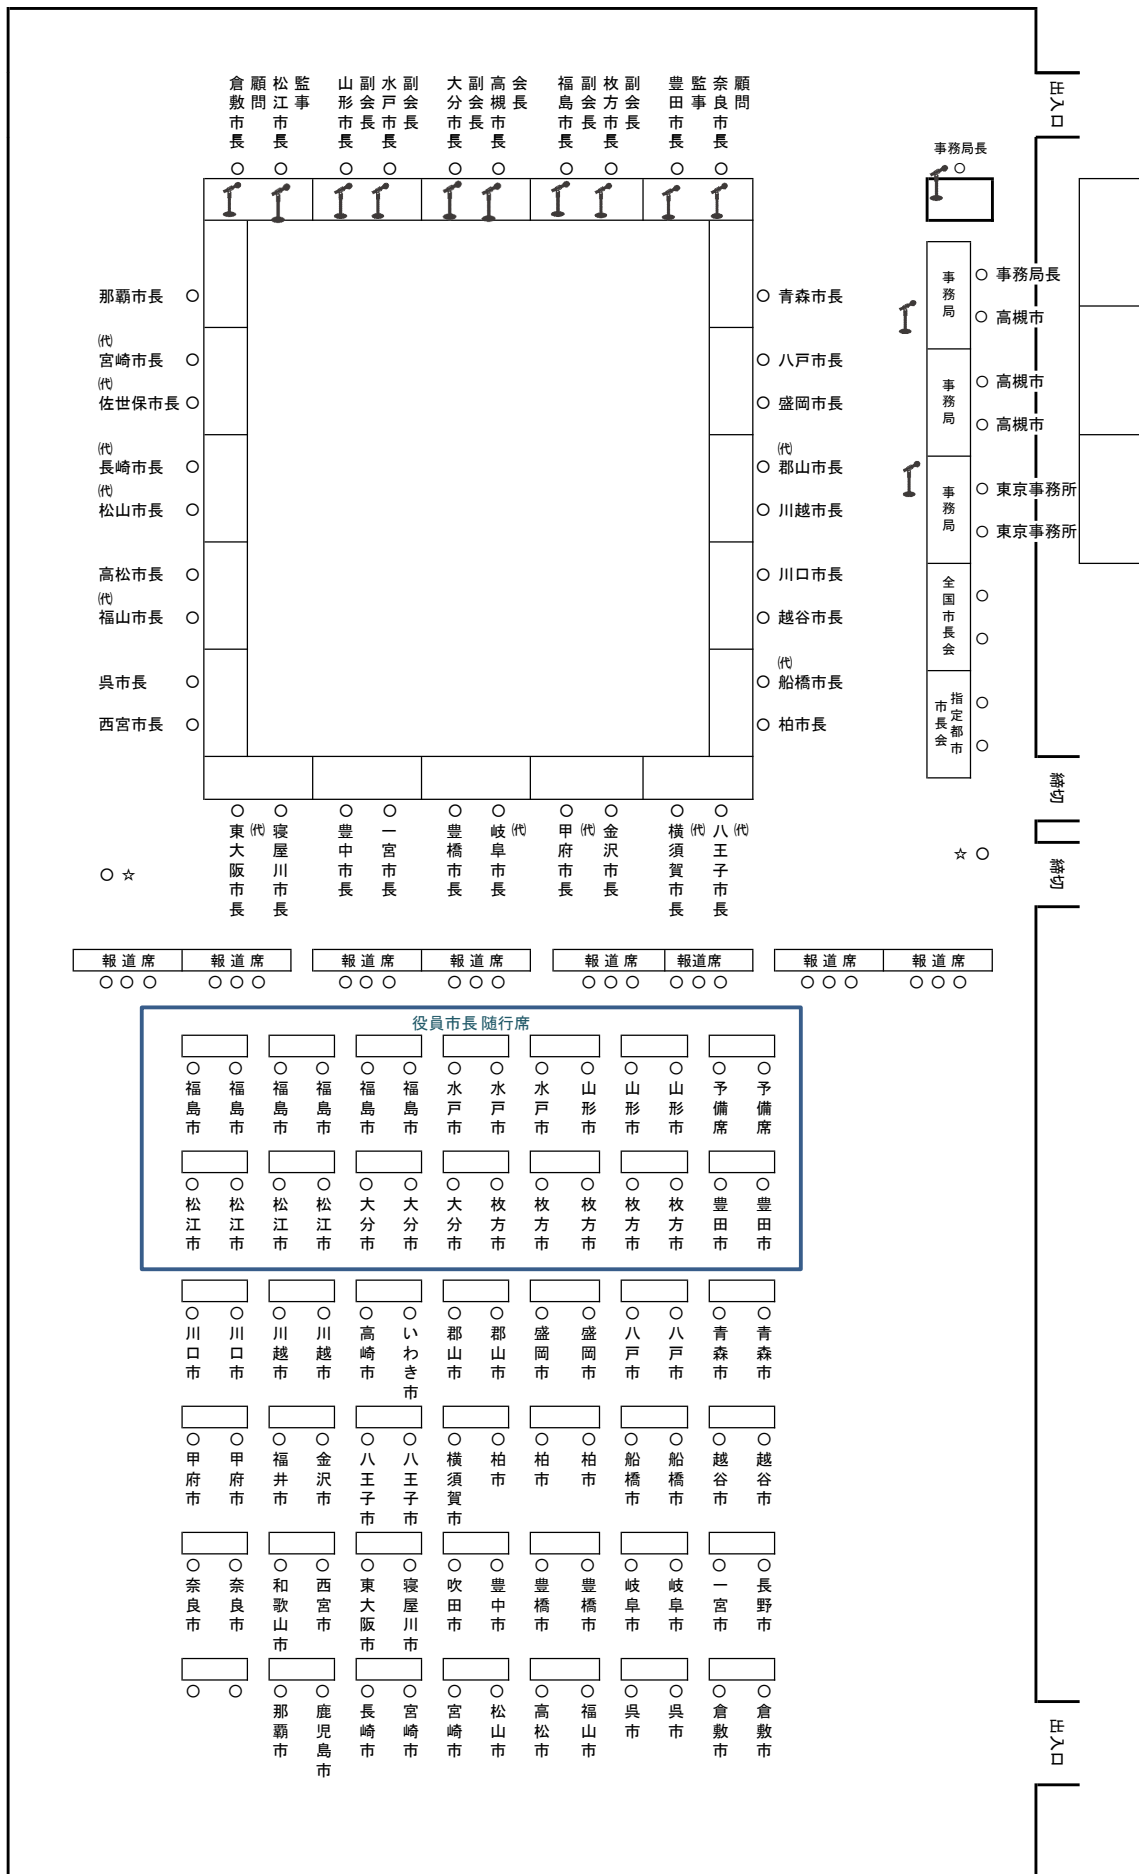 顧問
倉敷市長
監事
松江市長
副会長
山形市長
副会長
水戸市長
副会長
大分市長
会長
高槻市長
副会長
福島市長
副会長
枚方市長
監事
豊田市長
顧問
奈良市長
出入口
事務局長
那覇市長
㈹
宮崎市長
㈹
佐世保市長
㈹
長崎市長
㈹
松山市長
高松市長
㈹
福山市長
呉市長
西宮市長
青森市長
八戸市長
盛岡市長
㈹
郡山市長
川越市長
川口市長
越谷市長
㈹
船橋市長
柏市長
事務局
事務局長
高槻市
事務局
高槻市
高槻市
事務局
東京事務所
東京事務所
全国市長会
指定都市
市長会
締切
締切
㈹
東大阪市長
寝屋川市長
豊中市長
一宮市長
豊橋市長
㈹
岐阜市長
㈹
甲府市長
金沢市長
㈹
横須賀市長
㈹
八王子市長
☆
☆
報道席 報道席 報道席 報道席 報道席 報道席 報道席 報道席
役員市長 随行席
福島市 福島市 福島市 福島市 福島市 福島市 水戸市 水戸市 水戸市 山形市 山形市 山形市 予備席 予備席
松江市 松江市 松江市 松江市 大分市 大分市 大分市 枚方市 枚方市 枚方市 枚方市 枚方市 豊田市 豊田市
川口市 川口市 川越市 川越市 高崎市 いわき市 郡山市 郡山市 盛岡市 盛岡市 八戸市 八戸市 青森市 青森市
甲府市 甲府市 福井市 金沢市 八王子市 八王子市 横須賀市 柏市 柏市 柏市 船橋市 船橋市 越谷市 越谷市
奈良市 奈良市 和歌山市 西宮市 東大阪市 寝屋川市 吹田市 豊中市 豊橋市 豊橋市 岐阜市 岐阜市 一宮市 長野市
那覇市 鹿児島市 長崎市 宮崎市 宮崎市 松山市 高松市 福山市 呉市 呉市 倉敷市 倉敷市
出入口